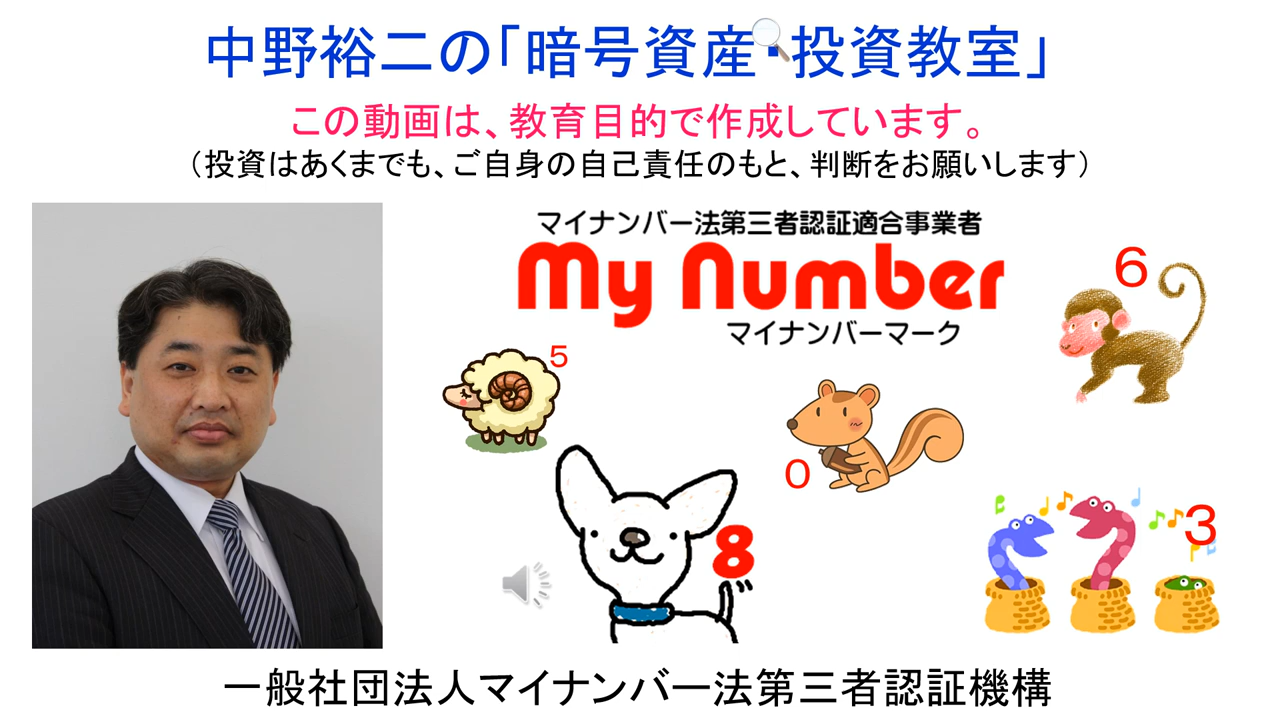 中野裕二の「暗号資産・投資教室」
この動画は、教育目的で作成しています。
（投資はあくまでも、ご自身の自己責任のもと、判断をお願いします）
マイナンバー法第三者認証適合事業者
My Number
マイナンバーマーク
6
5
0
8
3
一般社団法人マイナンバー法第三者認証機構